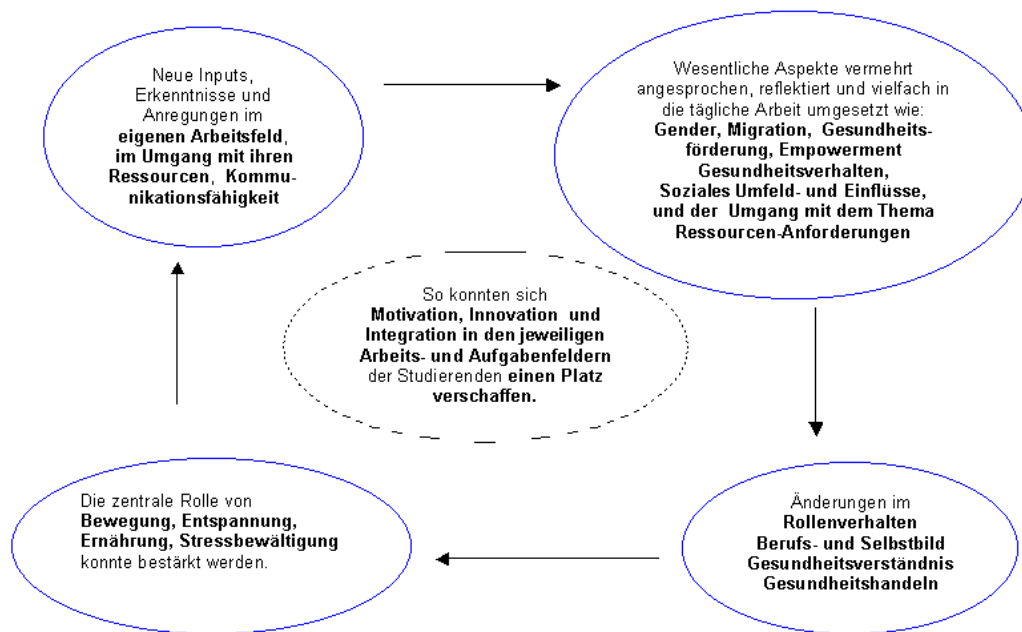 Neue Inputs,
Erkenntnisse und
Anregungen im
eigenen Arbeitsfeld,
im Umgang mit ihren
Ressourcen, Kommu-
nikationsfähigkeit
Wesentliche Aspekte vermehrt
angesprochen, reflektiert und vielfach in
die tägliche Arbeit umgesetzt wie:
Gender, Migration, Gesundheits-
förderung, Empowerment
Gesundheitsverhalten,
Soziales Umfeld- und Einflüsse,
und der Umgang mit dem Thema
Ressourcen-Anforderungen
So konnten sich
Motivation, Innovation und
Integration in den jeweiligen
Arbeits- und Aufgabenfeldern
der Studierenden einen Platz
verschaffen.
Die zentrale Rolle von
Bewegung, Entspannung,
Ernährung, Stressbewältigung
konnte bestärkt werden.
Änderungen im
Rollenverhalten
Berufs- und Selbstbild
Gesundheitsverständnis
Gesundheitshandeln